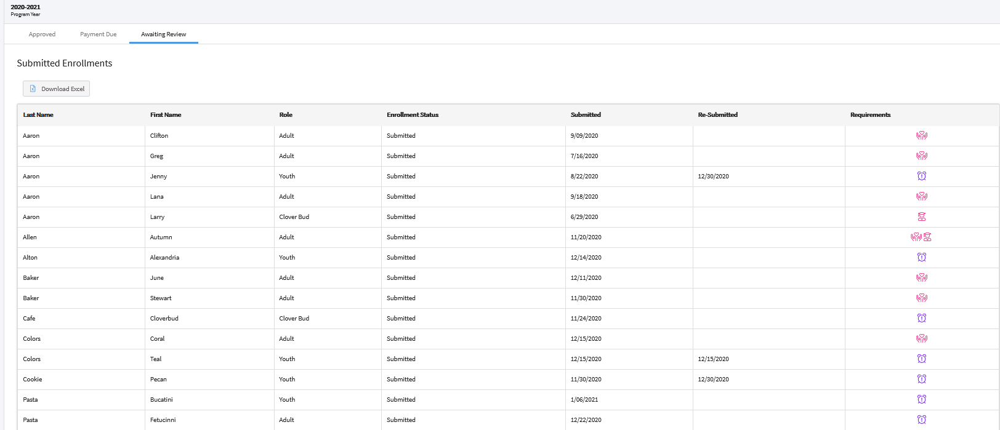 2020-2021
Program Year
Approved Payment Due Awaiting Review
Submitted Enrollments
Download Excel
Last Name First Name Role Enrollment Status Submitted Re-Submitted Requirements
Aaron Clifton Adult Submitted 9/09/2020
Aaron Greg Adult Submitted 7/16/2020
Aaron Jenny Youth Submitted 8/22/2020 12/30/2020
Aaron Lana Adult Submitted 9/18/2020
Aaron Larry Clover Bud Submitted 6/29/2020
Allen Autumn Adult Submitted 11/20/2020
Alton Alexandria Youth Submitted 12/14/2020
Baker June Adult Submitted 12/11/2020
Baker Stewart Adult Submitted 11/30/2020
Cafe Cloverbud Clover Bud Submitted 11/24/2020
Colors Coral Adult Submitted 12/15/2020
Colors Teal Youth Submitted 12/15/2020 12/15/2020
Cookie Pecan Youth Submitted 11/30/2020 12/30/2020
Pasta Bucatini Youth Submitted 1/06/2021
Pasta Fetucinni Adult Submitted 12/22/2020